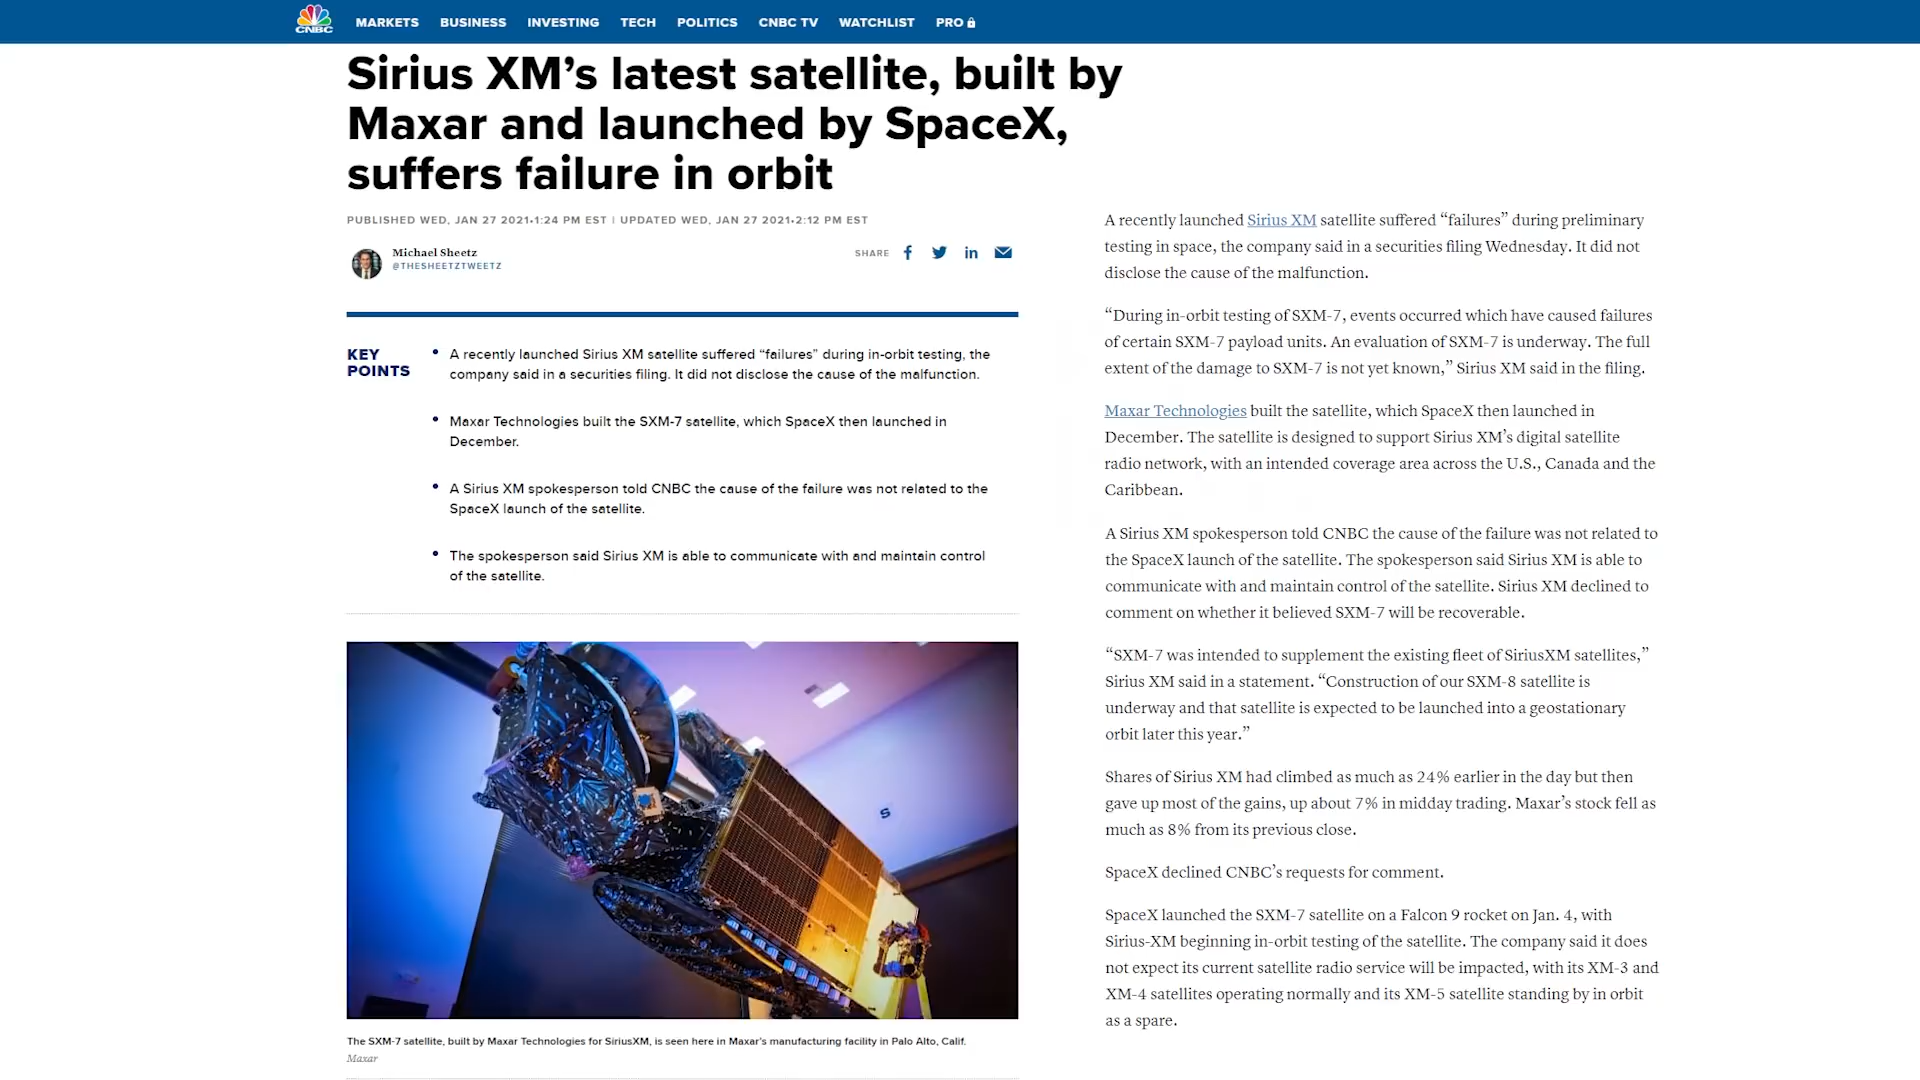 CNBC
MARKETS BUSINESS INVESTING TECH POLITICS CNBC TV WATCHLIST PRO
Sirius XM’s latest satellite, built by
Maxar and launched by SpaceX,
suffers failure in orbit
PUBLISHED WED, JAN 27 2021•1:24 PM EST | UPDATED WED, JAN 27 2021•2:12 PM EST
Michael Sheetz
@THESHEETZTWEETZ
SHARE
KEY
POINTS
• A recently launched Sirius XM satellite suffered “failures” during in-orbit testing, the
company said in a securities filing. It did not disclose the cause of the malfunction.
• Maxar Technologies built the SXM-7 satellite, which SpaceX then launched in
December.
• A Sirius XM spokesperson told CNBC the cause of the failure was not related to the
SpaceX launch of the satellite.
• The spokesperson said Sirius XM is able to communicate with and maintain control
of the satellite.
The SXM-7 satellite, built by Maxar Technologies for SiriusXM, is seen here in Maxar’s manufacturing facility in Palo Alto, Calif.
Maxar
A recently launched Sirius XM satellite suffered “failures” during preliminary
testing in space, the company said in a securities filing Wednesday. It did not
disclose the cause of the malfunction.
“During in-orbit testing of SXM-7, events occurred which have caused failures
of certain SXM-7 payload units. An evaluation of SXM-7 is underway. The full
extent of the damage to SXM-7 is not yet known,” Sirius XM said in the filing.
Maxar Technologies built the satellite, which SpaceX then launched in
December. The satellite is designed to support Sirius XM’s digital satellite
radio network, with an intended coverage area across the U.S., Canada and the
Caribbean.
A Sirius XM spokesperson told CNBC the cause of the failure was not related to
the SpaceX launch of the satellite. The spokesperson said Sirius XM is able to
communicate with and maintain control of the satellite. Sirius XM declined to
comment on whether it believed SXM-7 will be recoverable.
“SXM-7 was intended to supplement the existing fleet of SiriusXM satellites,”
Sirius XM said in a statement. “Construction of our SXM-8 satellite is
underway and that satellite is expected to be launched into a geostationary
orbit later this year.”
Shares of Sirius XM had climbed as much as 24% earlier in the day but then
gave up most of the gains, up about 7% in midday trading. Maxar’s stock fell as
much as 8% from its previous close.
SpaceX declined CNBC’s requests for comment.
SpaceX launched the SXM-7 satellite on a Falcon 9 rocket on Jan. 4, with
Sirius-XM beginning in-orbit testing of the satellite. The company said it does
not expect its current satellite radio service will be impacted, with its XM-3 and
XM-4 satellites operating normally and its XM-5 satellite standing by in orbit
as a spare.